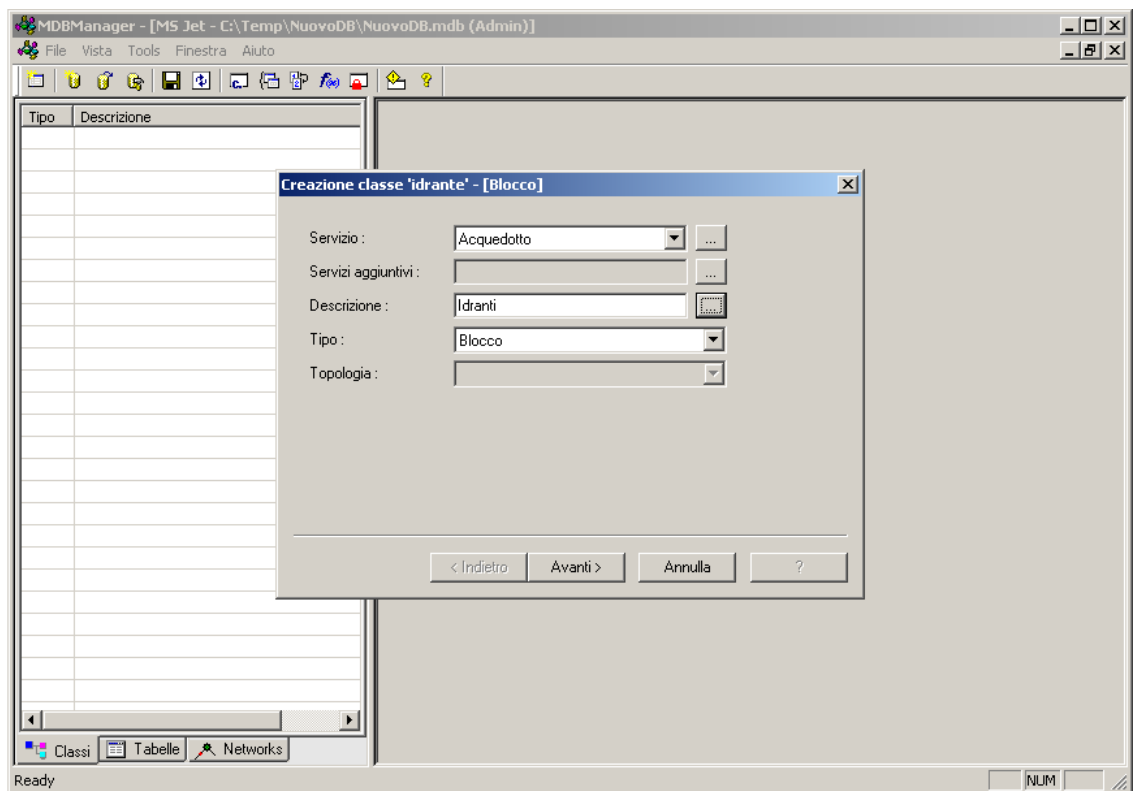 MDBManager - [MS Jet - C:\Temp\NuovoDB\NuovoDB.mdb (Admin)]
File Vista Tools Finestra Aiuto
Tipo Descrizione
Creazione classe 'idrante' - [Blocco]
Servizio : Acquedotto ...
Servizi aggiuntivi : ...
Descrizione : Idranti ...
Tipo : Blocco
Topologia :
< Indietro Avanti > Annulla ?
Classi Tabelle Networks
Ready NUM